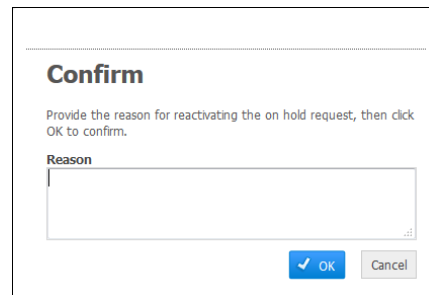 Confirm
Provide the reason for reactivating the on hold request, then click
OK to confirm.
Reason
OK
Cancel